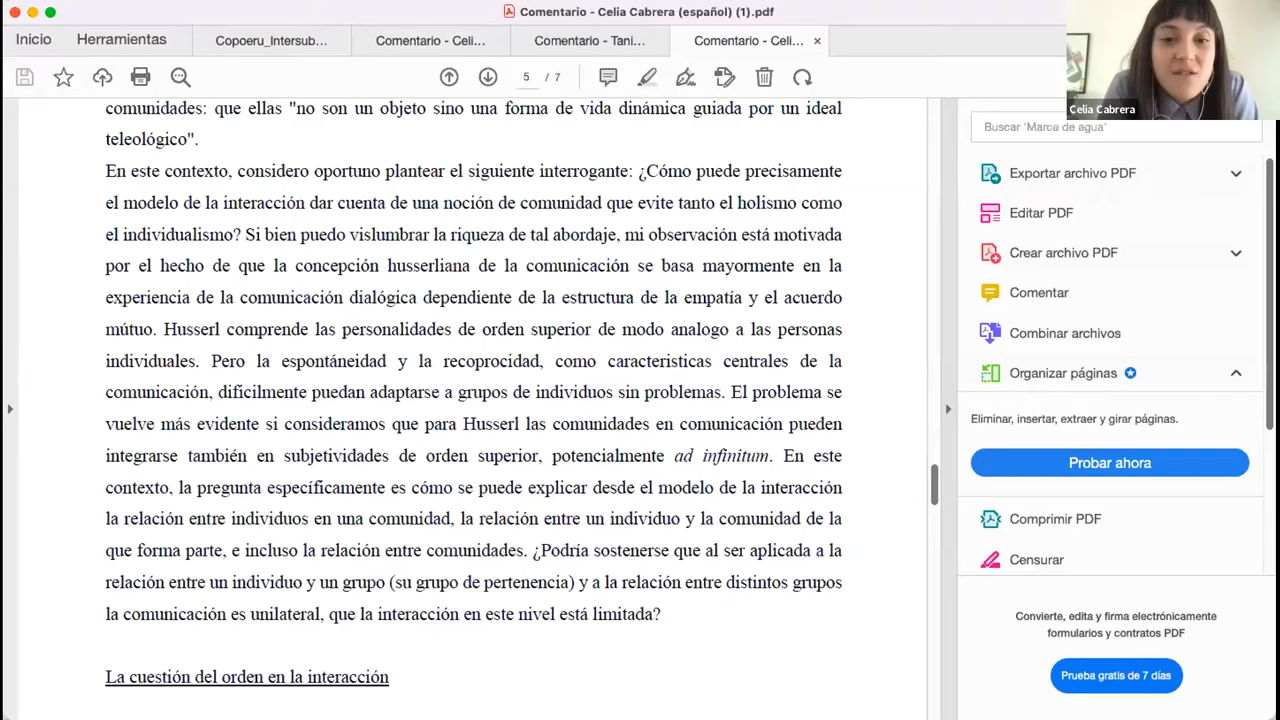 Comentario - Celia Cabrera (español) (1).pdf
Inicio
Herramientas
Copoeru_Intersub...
Comentario - Celi...
Comentario - Tani...
Comentario - Celi...
5 / 7
Celia Cabrera
comunidades: que ellas "no son un objeto sino una forma de vida dinámica guiada por un ideal
teleológico".
En este contexto, considero oportuno plantear el siguiente interrogante: ¿Cómo puede precisamente
el modelo de la interacción dar cuenta de una noción de comunidad que evite tanto el holismo como
el individualismo? Si bien puedo vislumbrar la riqueza de tal abordaje, mi observación está motivada
por el hecho de que la concepción husserliana de la comunicación se basa mayormente en la
experiencia de la comunicación dialógica dependiente de la estructura de la empatía y el acuerdo
mútuo. Husserl comprende las personalidades de orden superior de modo analogo a las personas
individuales. Pero la espontáneidad y la reciprocidad, como caracteristicas centrales de la
comunicación, dificilmente puedan adaptarse a grupos de individuos sin problemas. El problema se
vuelve más evidente si consideramos que para Husserl las comunidades en comunicación pueden
integrarse también en subjetividades de orden superior, potencialmente ad infinitum. En este
contexto, la pregunta específicamente es cómo se puede explicar desde el modelo de la interacción
la relación entre individuos en una comunidad, la relación entre un individuo y la comunidad de la
que forma parte, e incluso la relación entre comunidades. ¿Podría sostenerse que al ser aplicada a la
relación entre un individuo y un grupo (su grupo de pertenencia) y a la relación entre distintos grupos
la comunicación es unilateral, que la interacción en este nivel está limitada?
La cuestión del orden en la interacción
Buscar 'Marca de agua'
Exportar archivo PDF
Editar PDF
Crear archivo PDF
Comentar
Combinar archivos
Organizar páginas
Eliminar, insertar, extraer y girar páginas.
Probar ahora
Comprimir PDF
Censurar
Convierte, edita y firma electrónicamente
formularios y contratos PDF
Prueba gratis de 7 días